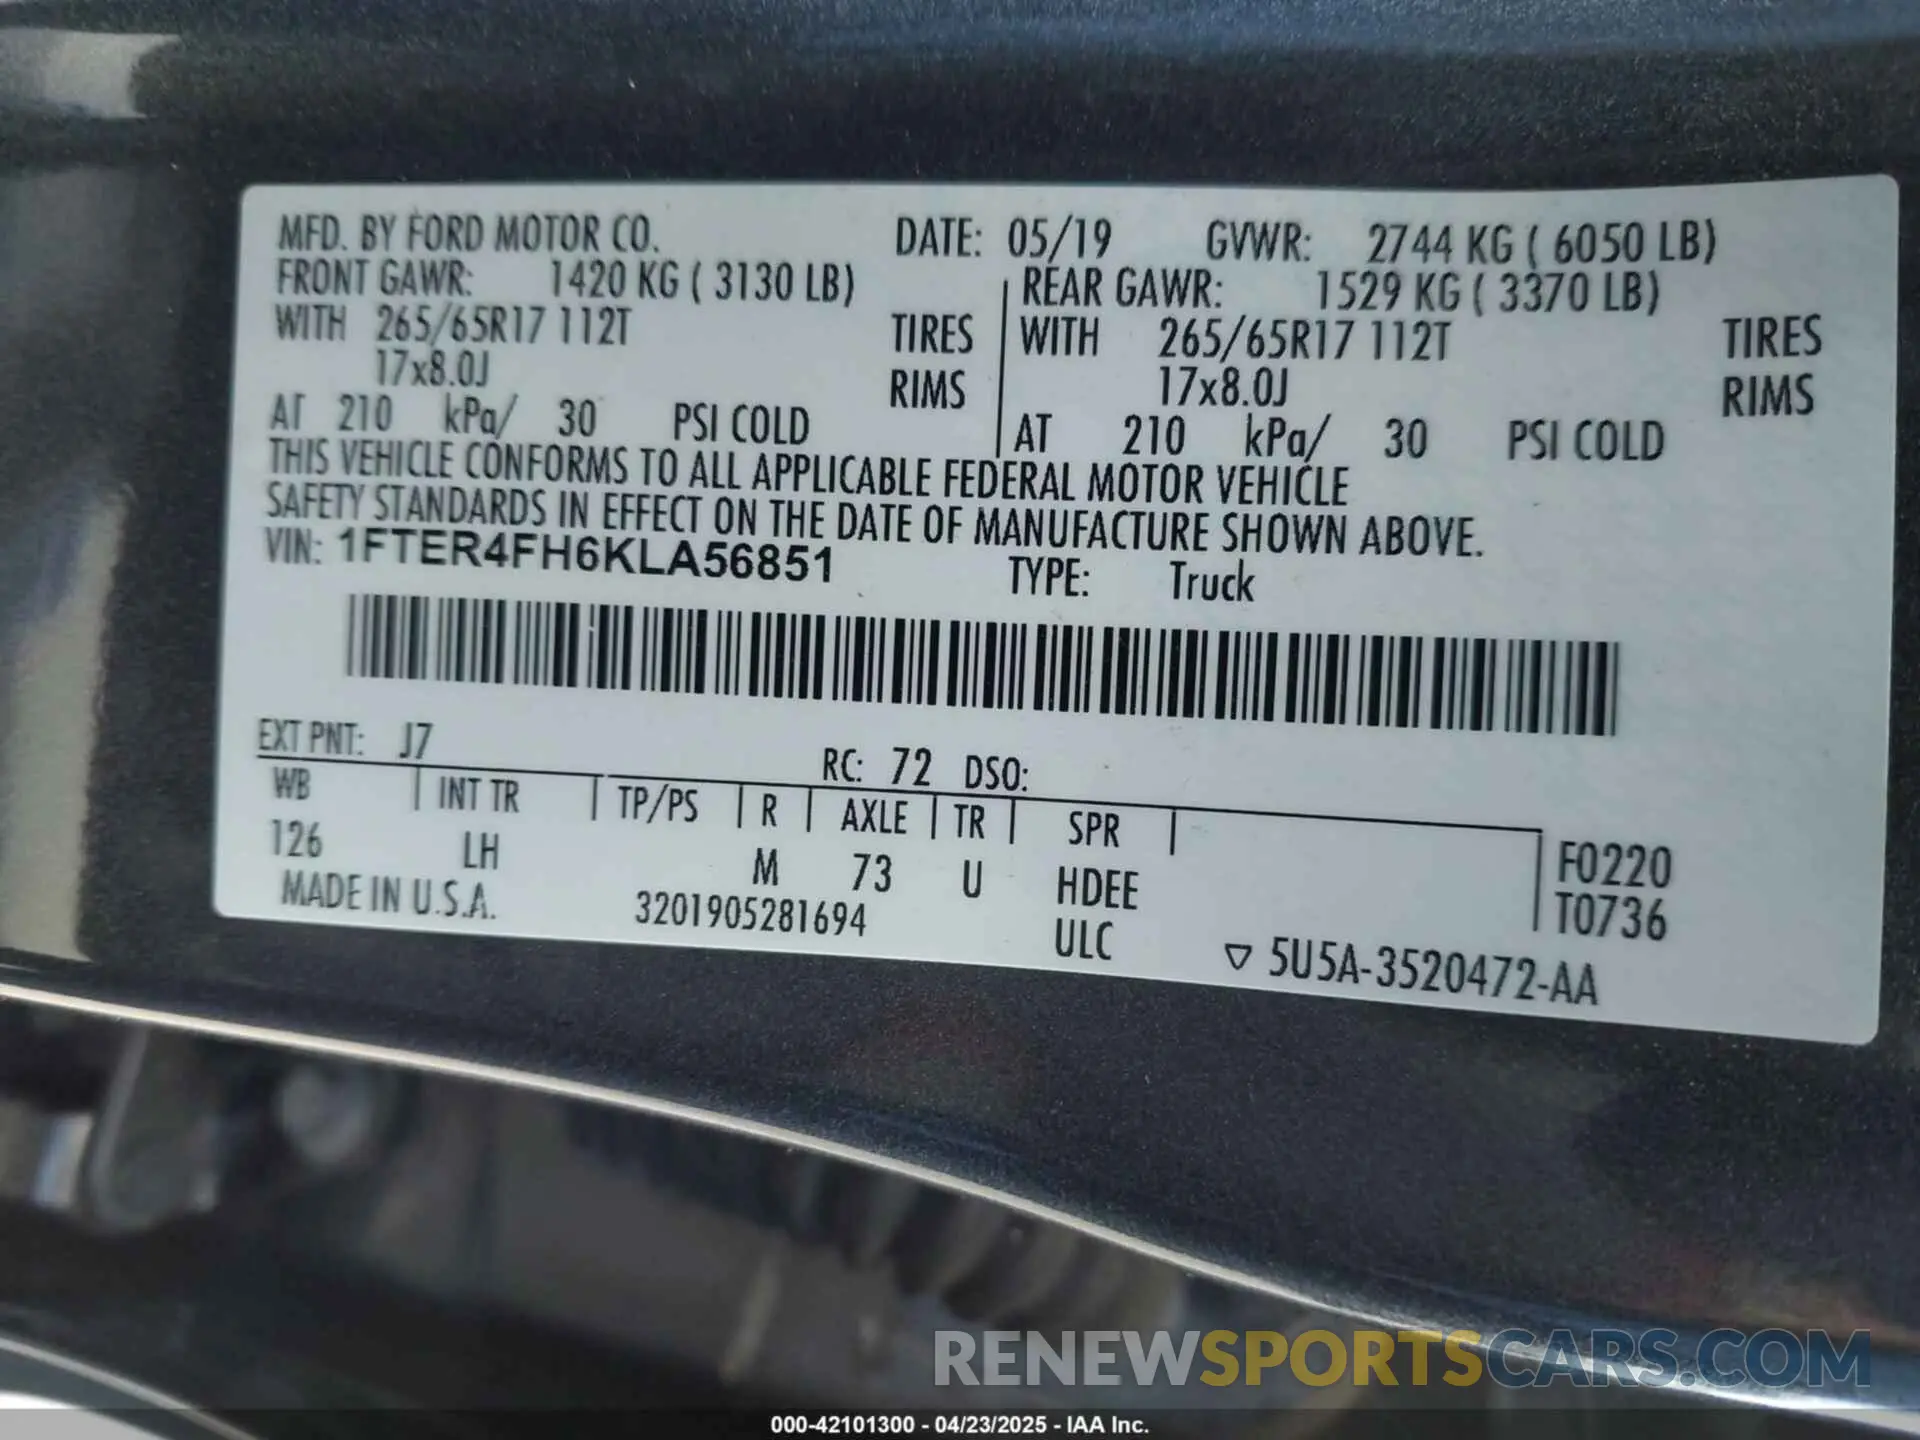 MFD. BY FORD MOTOR CO. DATE: 05/19 GVWR: 2744 KG ( 6050 LB)
FRONT GAWR: 1420 KG ( 3130 LB) REAR GAWR: 1529 KG ( 3370 LB)
WITH 265/65R17 112T TIRES WITH 265/65R17 112T TIRES
17x8.0J RIMS 17x8.0J RIMS
AT 210 kPa/ 30 PSI COLD AT 210 kPa/ 30 PSI COLD
THIS VEHICLE CONFORMS TO ALL APPLICABLE FEDERAL MOTOR VEHICLE
SAFETY STANDARDS IN EFFECT ON THE DATE OF MANUFACTURE SHOWN ABOVE.
VIN: 1FTER4FH6KLA56851 TYPE: Truck
EXT PNT: J7 RC: 72 DSO:
WB INT TR TP/PS R AXLE TR SPR
126 LH M 73 U HDEE F0220
MADE IN U.S.A. 3201905281694 ULC T0736
5U5A-3520472-AA
RENEWSPORTSCARS.COM
000-42101300 - 04/23/2025 - IAA Inc.